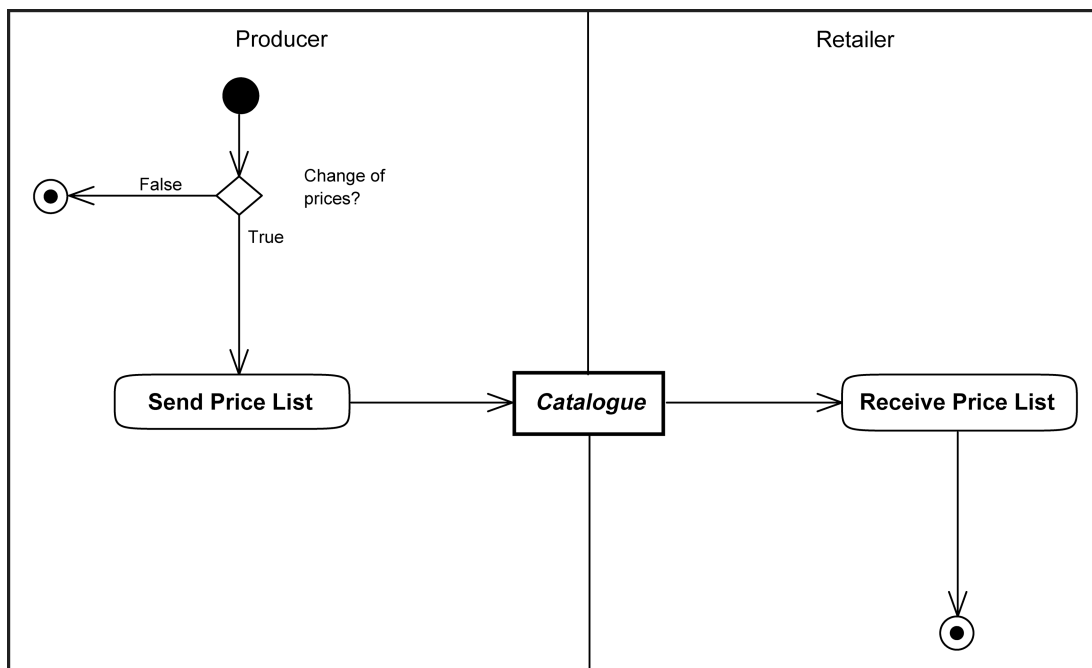 Producer
Retailer
Change of
prices?
False
True
Send Price List
Catalogue
Receive Price List